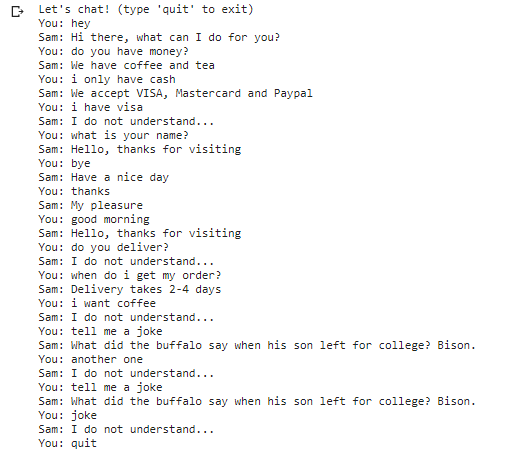 Let's chat! (type 'quit' to exit)
You: hey
Sam: Hi there, what can I do for you?
You: do you have money?
Sam: We have coffee and tea
You: i only have cash
Sam: We accept VISA, Mastercard and Paypal
You: i have visa
Sam: I do not understand...
You: what is your name?
Sam: Hello, thanks for visiting
You: bye
Sam: Have a nice day
You: thanks
Sam: My pleasure
You: good morning
Sam: Hello, thanks for visiting
You: do you deliver?
Sam: I do not understand...
You: when do i get my order?
Sam: Delivery takes 2-4 days
You: i want coffee
Sam: I do not understand...
You: tell me a joke
Sam: What did the buffalo say when his son left for college? Bison.
You: another one
Sam: I do not understand...
You: tell me a joke
Sam: What did the buffalo say when his son left for college? Bison.
You: joke
Sam: I do not understand...
You: quit